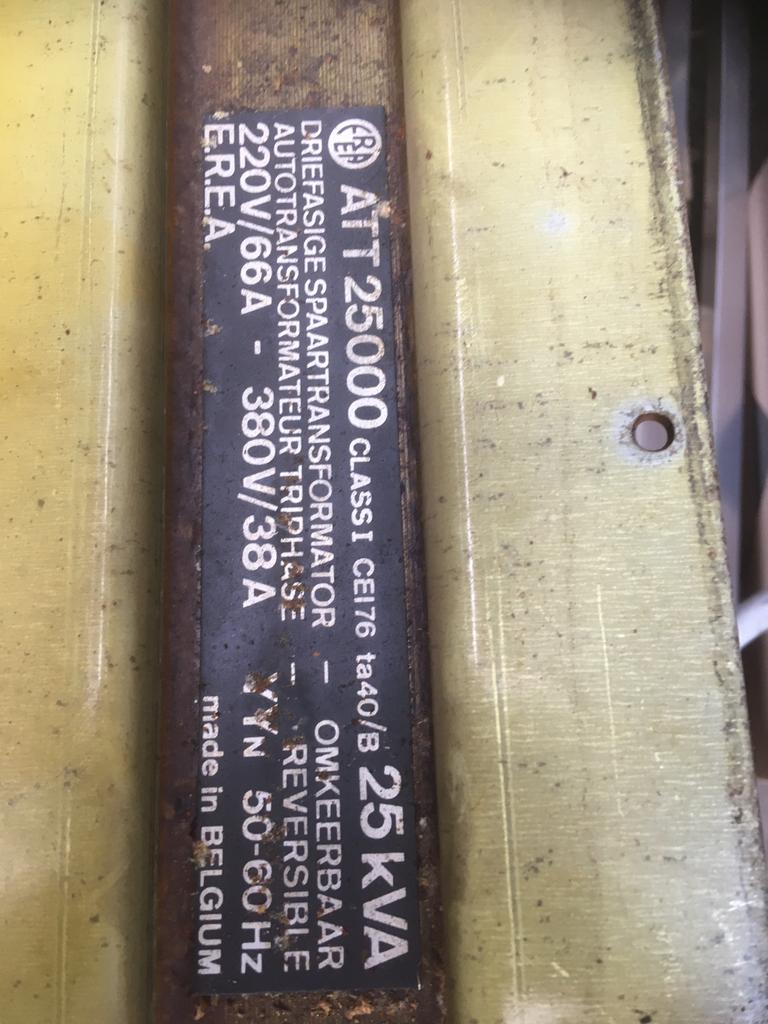 EREA ATT 25000 CLASS I CEI76 ta40/B 25 kVA
DRIEFASIGE SPAARTRANSFORMATOR – OMKEERBAAR
AUTOTRANSFORMATEUR TRIPHASE – REVERSIBLE
220V/66A - 380V/38A YYN 50-60Hz
E.R.E.A. made in BELGIUM